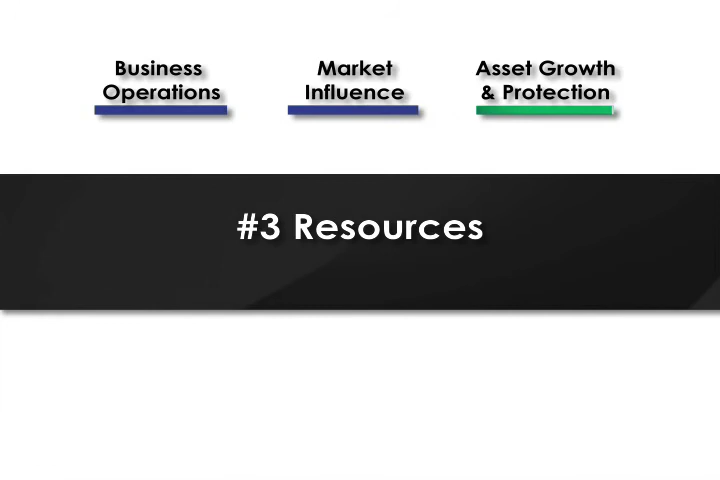 Business
Operations
Market
Influence
Asset Growth
& Protection
#3 Resources